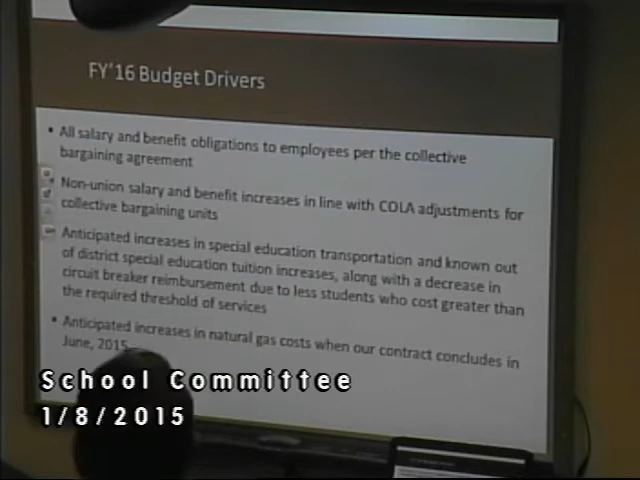 FY'16 Budget Drivers
• All salary and benefit obligations to employees per the collective
bargaining agreement
Non-union salary and benefit increases in line with COLA adjustments for
collective bargaining units
Anticipated increases in special education transportation and known out
of district special education tuition increases, along with a decrease in
circuit breaker reimbursement due to less students who cost greater than
the required threshold of services
• Anticipated increases in natural gas costs when our contract concludes in
June, 2015
School Committee
1/8/2015